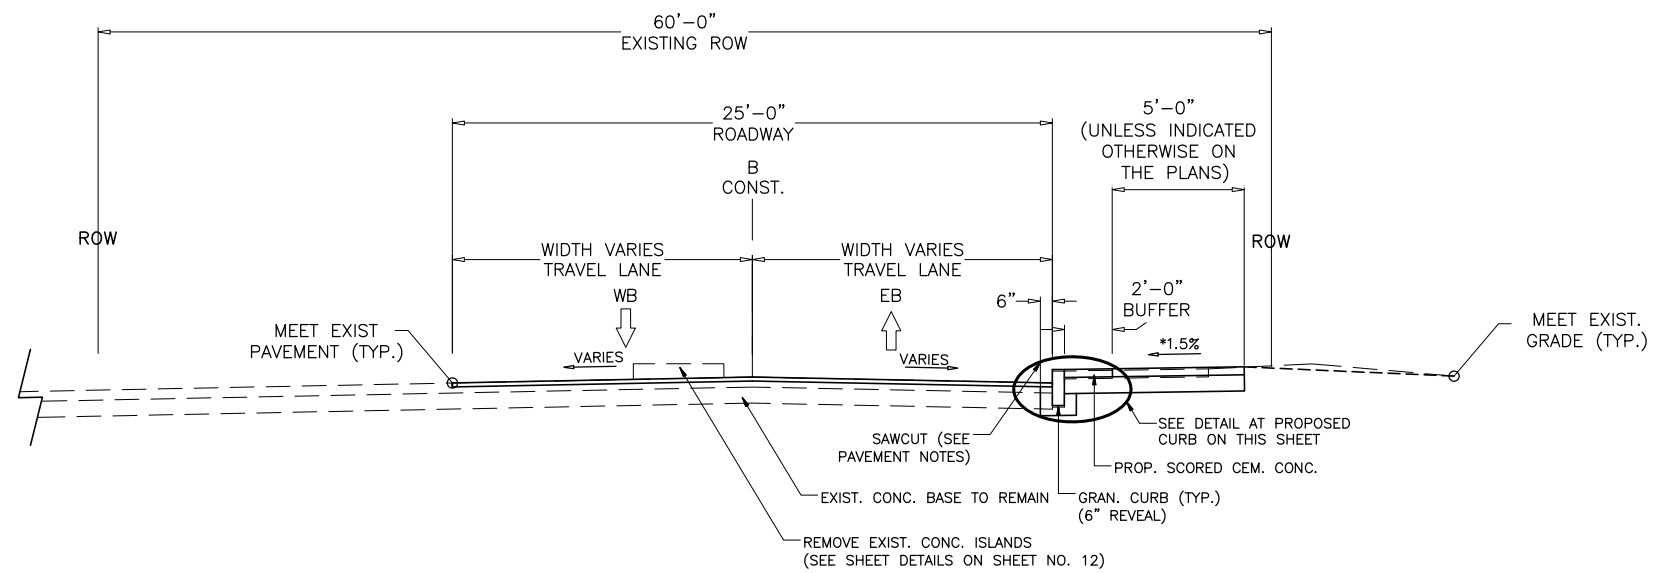 60'-0"
EXISTING ROW
25'-0"
ROADWAY
5'-0"
(UNLESS INDICATED
OTHERWISE ON
THE PLANS)
B
CONST.
ROW
ROW
WIDTH VARIES
TRAVEL LANE
WIDTH VARIES
TRAVEL LANE
WB
EB
6"
2'-0"
BUFFER
MEET EXIST
PAVEMENT (TYP.)
MEET EXIST.
GRADE (TYP.)
VARIES
VARIES
*1.5%
SAWCUT (SEE
PAVEMENT NOTES)
SEE DETAIL AT PROPOSED
CURB ON THIS SHEET
PROP. SCORED CEM. CONC.
EXIST. CONC. BASE TO REMAIN
GRAN. CURB (TYP.)
(6" REVEAL)
REMOVE EXIST. CONC. ISLANDS
(SEE SHEET DETAILS ON SHEET NO. 12)